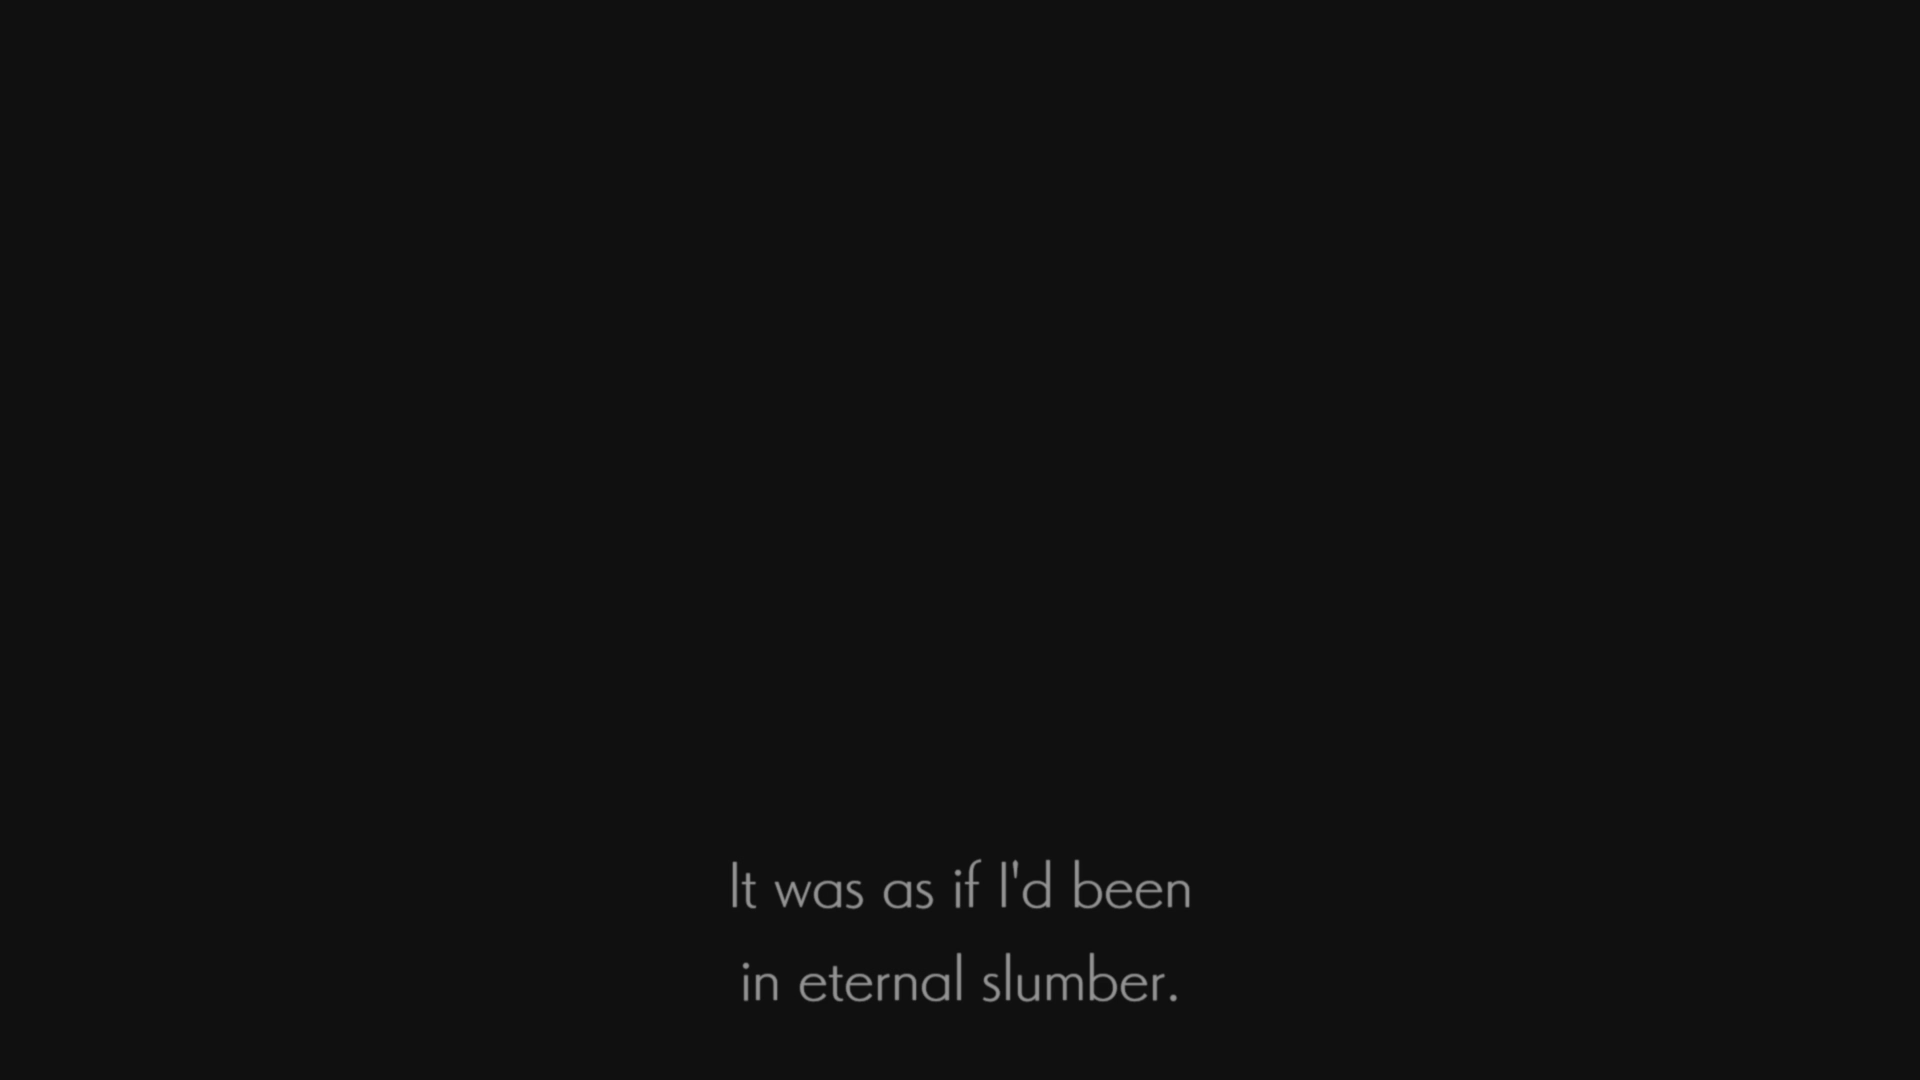 It was as if I'd been
in eternal slumber.